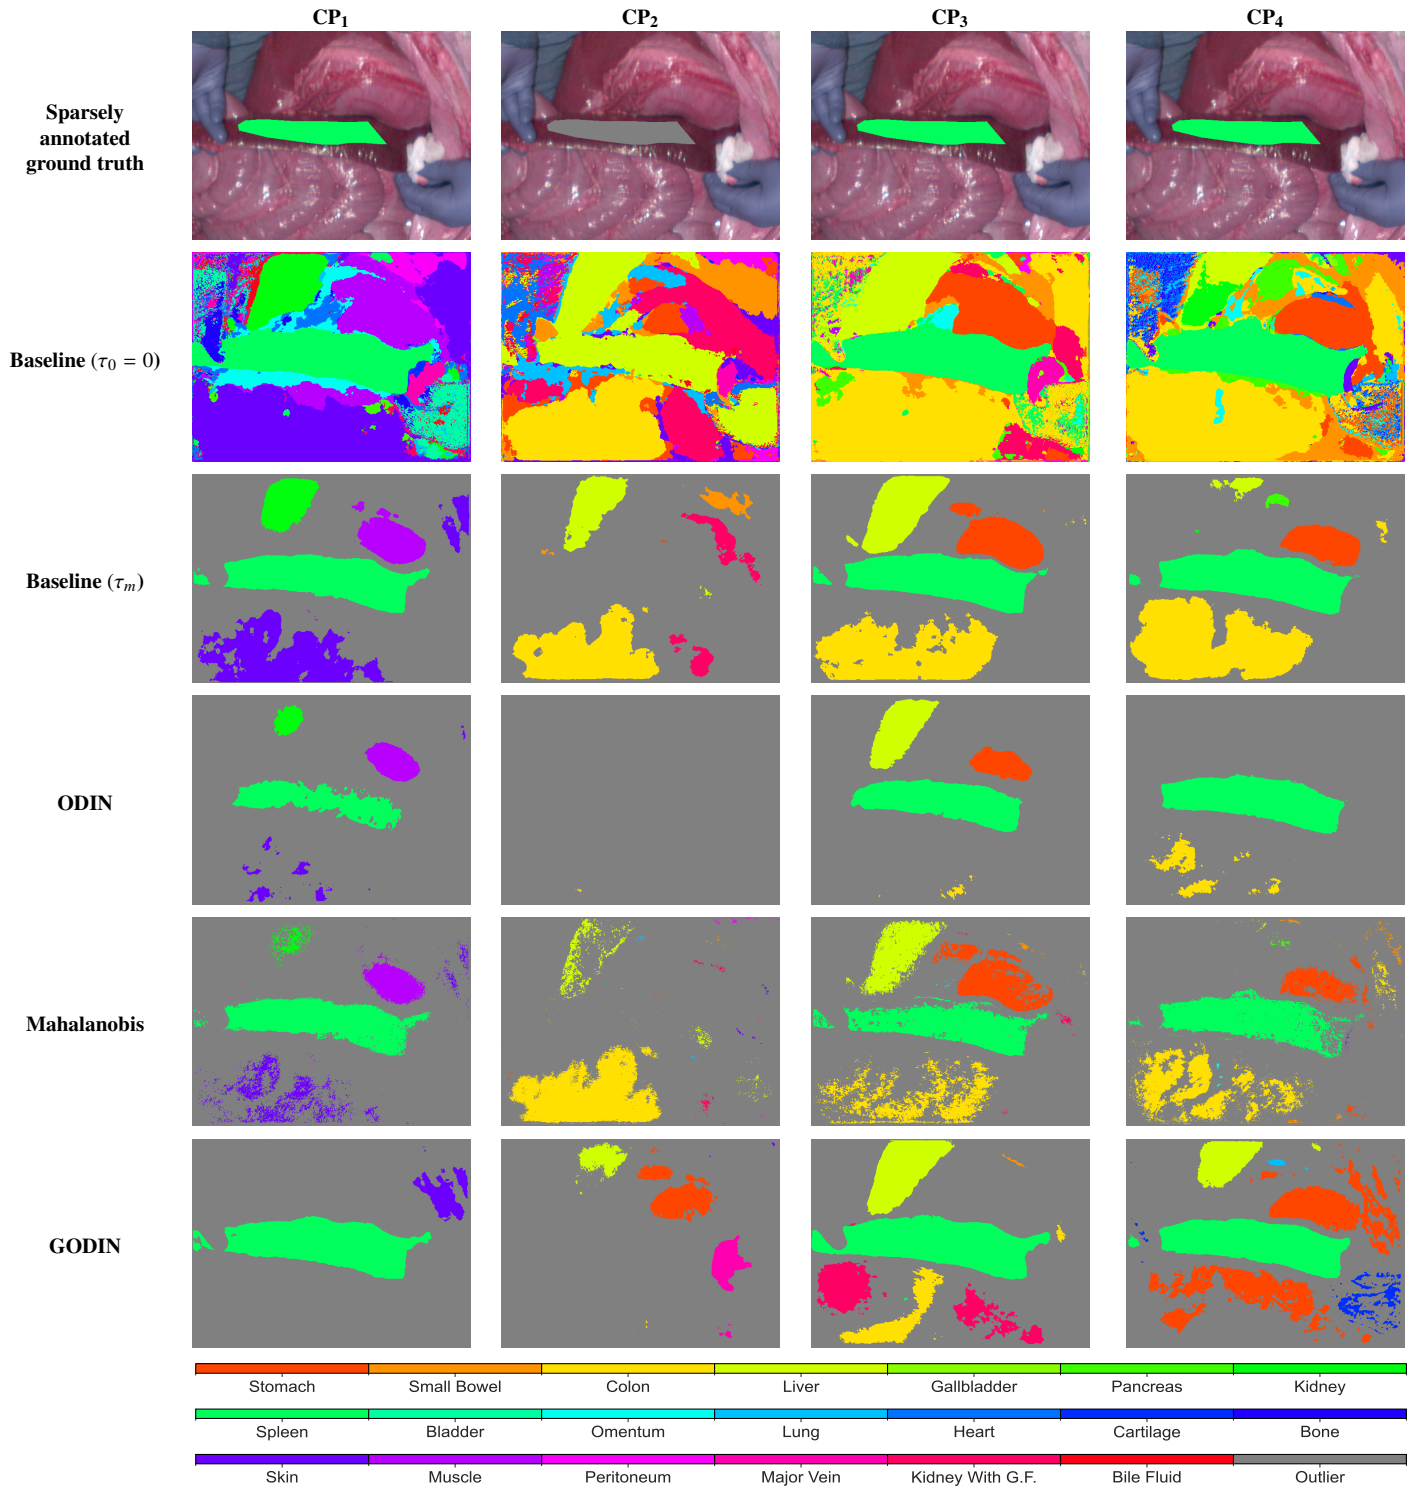 CP1 CP2 CP3 CP4
Sparsely
annotated
ground truth
Baseline (τ0 = 0)
Baseline (τm)
ODIN
Mahalanobis
GODIN
Stomach Small Bowel Colon Liver Gallbladder Pancreas Kidney
Spleen Bladder Omentum Lung Heart Cartilage Bone
Skin Muscle Peritoneum Major Vein Kidney With G.F. Bile Fluid Outlier